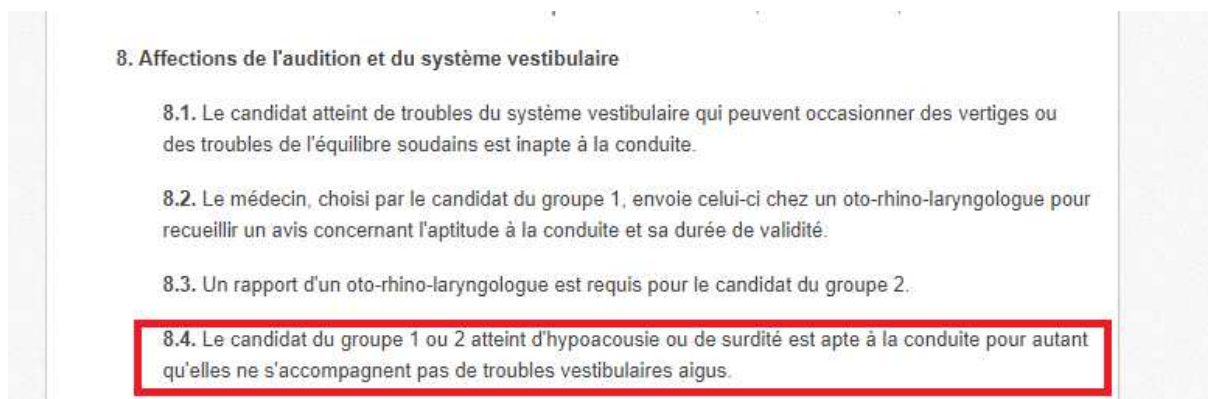 8. Affections de l'audition et du système vestibulaire
8.1. Le candidat atteint de troubles du système vestibulaire qui peuvent occasionner des vertiges ou
des troubles de l'équilibre soudains est inapte à la conduite.
8.2. Le médecin, choisi par le candidat du groupe 1, envoie celui-ci chez un oto-rhino-laryngologue pour
recueillir un avis concernant l'aptitude à la conduite et sa durée de validité.
8.3. Un rapport d'un oto-rhino-laryngologue est requis pour le candidat du groupe 2.
8.4. Le candidat du groupe 1 ou 2 atteint d'hypoacousie ou de surdité est apte à la conduite pour autant
qu'elles ne s'accompagnent pas de troubles vestibulaires aigus.